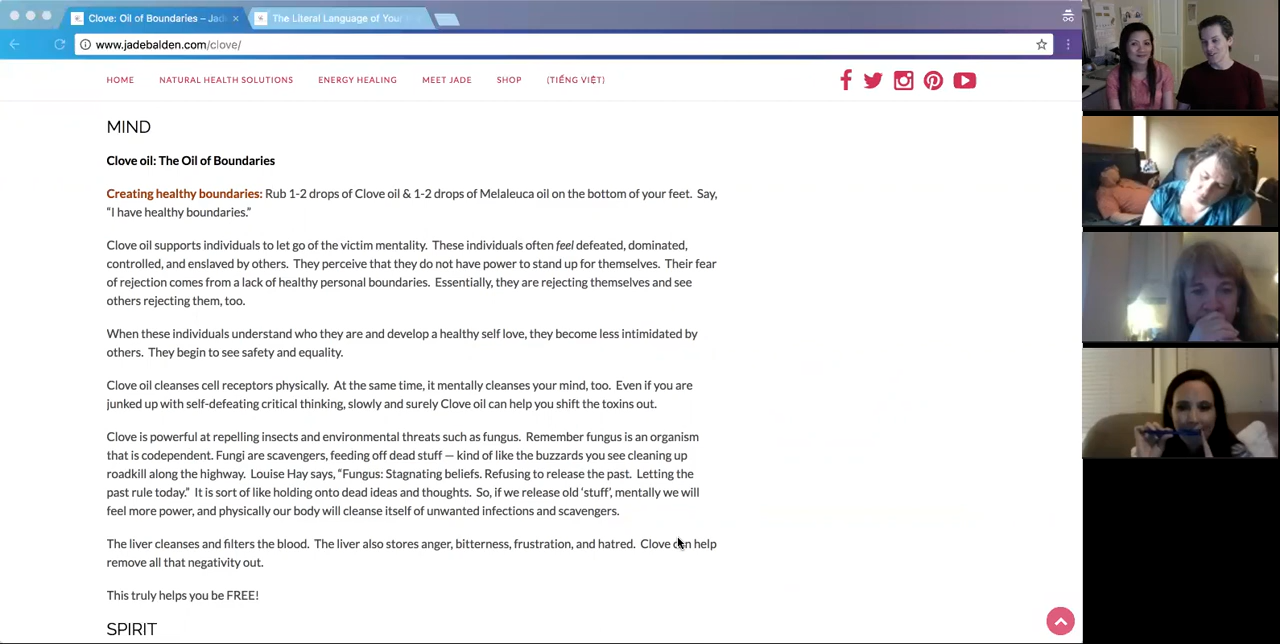 Clove: Oil of Boundaries – Jade
The Literal Language of Your
www.jadebalden.com/clove/
HOME NATURAL HEALTH SOLUTIONS ENERGY HEALING MEET JADE SHOP (TIẾNG VIỆT)
MIND
Clove oil: The Oil of Boundaries
Creating healthy boundaries: Rub 1-2 drops of Clove oil & 1-2 drops of Melaleuca oil on the bottom of your feet. Say,
“I have healthy boundaries.”
Clove oil supports individuals to let go of the victim mentality. These individuals often feel defeated, dominated,
controlled, and enslaved by others. They perceive that they do not have power to stand up for themselves. Their fear
of rejection comes from a lack of healthy personal boundaries. Essentially, they are rejecting themselves and see
others rejecting them, too.
When these individuals understand who they are and develop a healthy self love, they become less intimidated by
others. They begin to see safety and equality.
Clove oil cleanses cell receptors physically. At the same time, it mentally cleanses your mind, too. Even if you are
junked up with self-defeating critical thinking, slowly and surely Clove oil can help you shift the toxins out.
Clove is powerful at repelling insects and environmental threats such as fungus. Remember fungus is an organism
that is codependent. Fungi are scavengers, feeding off dead stuff — kind of like the buzzards you see cleaning up
roadkill along the highway. Louise Hay says, “Fungus: Stagnating beliefs. Refusing to release the past. Letting the
past rule today.” It is sort of like holding onto dead ideas and thoughts. So, if we release old ‘stuff’, mentally we will
feel more power, and physically our body will cleanse itself of unwanted infections and scavengers.
The liver cleanses and filters the blood. The liver also stores anger, bitterness, frustration, and hatred. Clove can help
remove all that negativity out.
This truly helps you be FREE!
SPIRIT